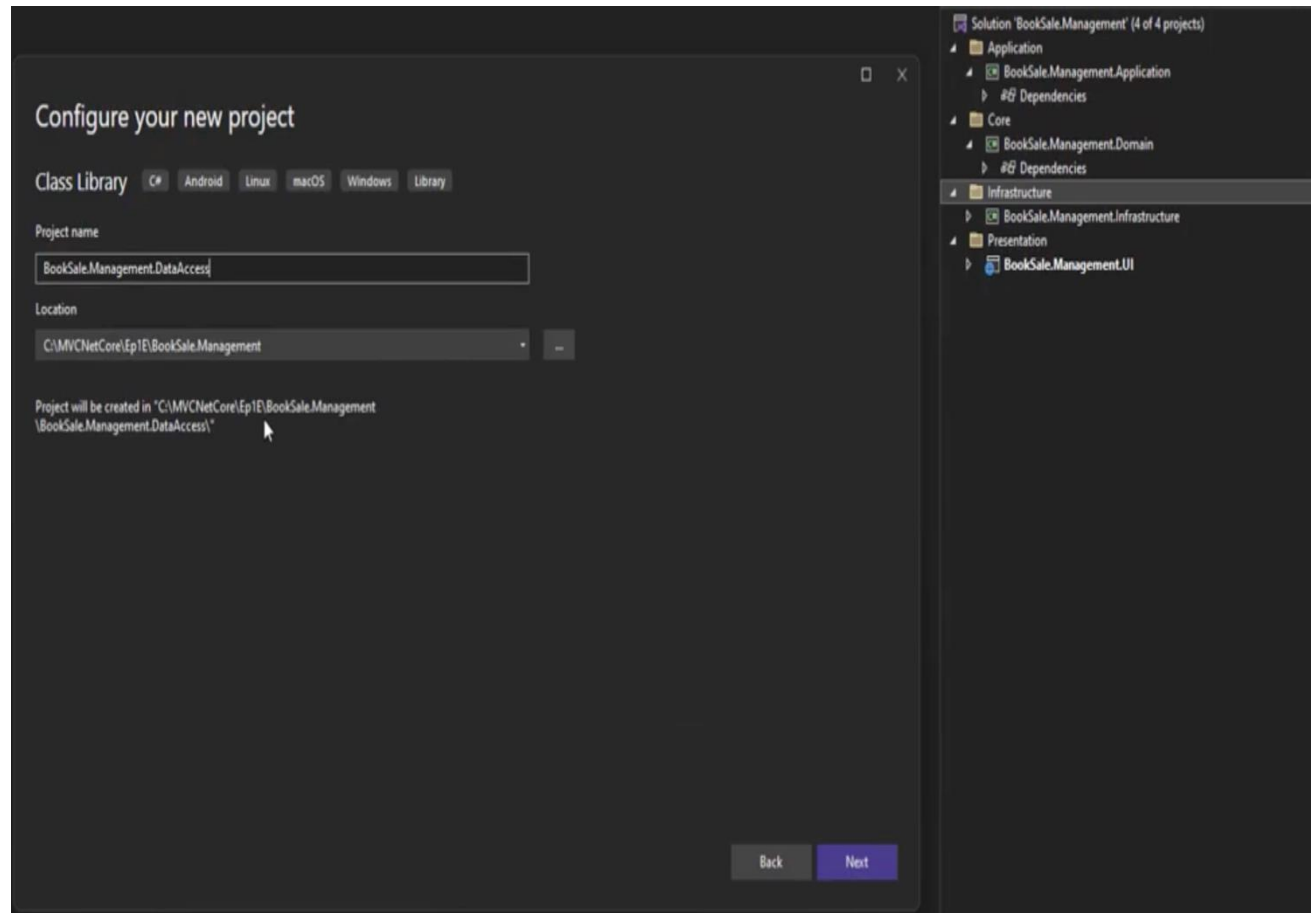 Configure your new project
Class Library C# Android Linux macOS Windows Library
Project name
BookSale.Management.DataAccess
Location
C:\MVCNetCore\Ep1E\BookSale.Management
...
Project will be created in "C:\MVCNetCore\Ep1E\BookSale.Management
\BookSale.Management.DataAccess\"
Back Next
Solution 'BookSale.Management' (4 of 4 projects)
Application
BookSale.Management.Application
Dependencies
Core
BookSale.Management.Domain
Dependencies
Infrastructure
BookSale.Management.Infrastructure
Presentation
BookSale.Management.UI